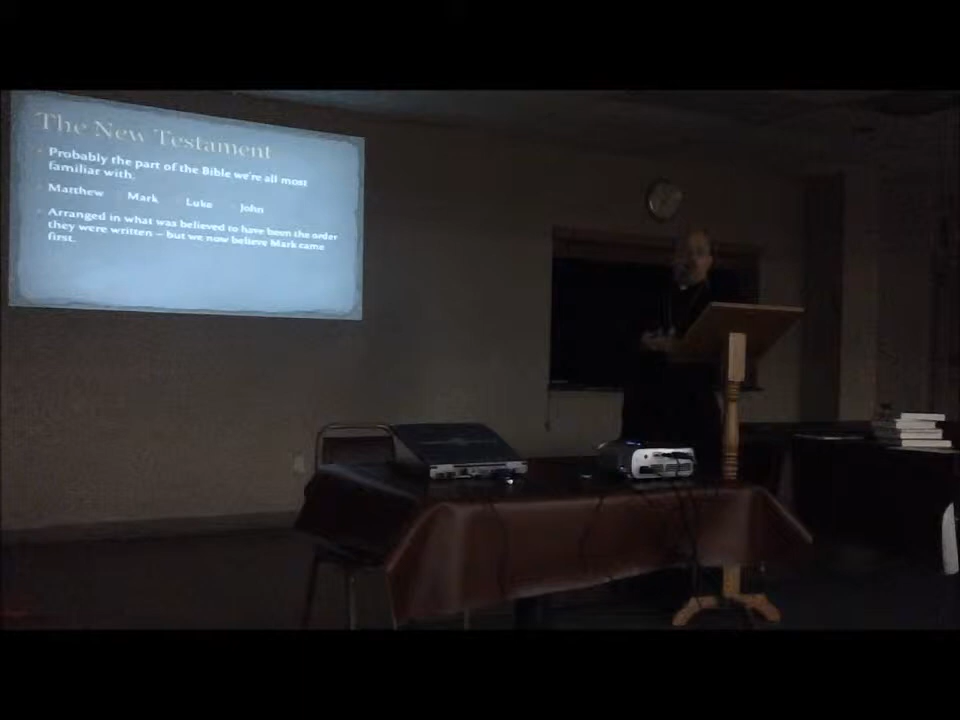 The New Testament
Probably the part of the Bible we're all most
familiar with.
Matthew Mark Luke John
Arranged in what was believed to have been the order
they were written – but we now believe Mark came
first.